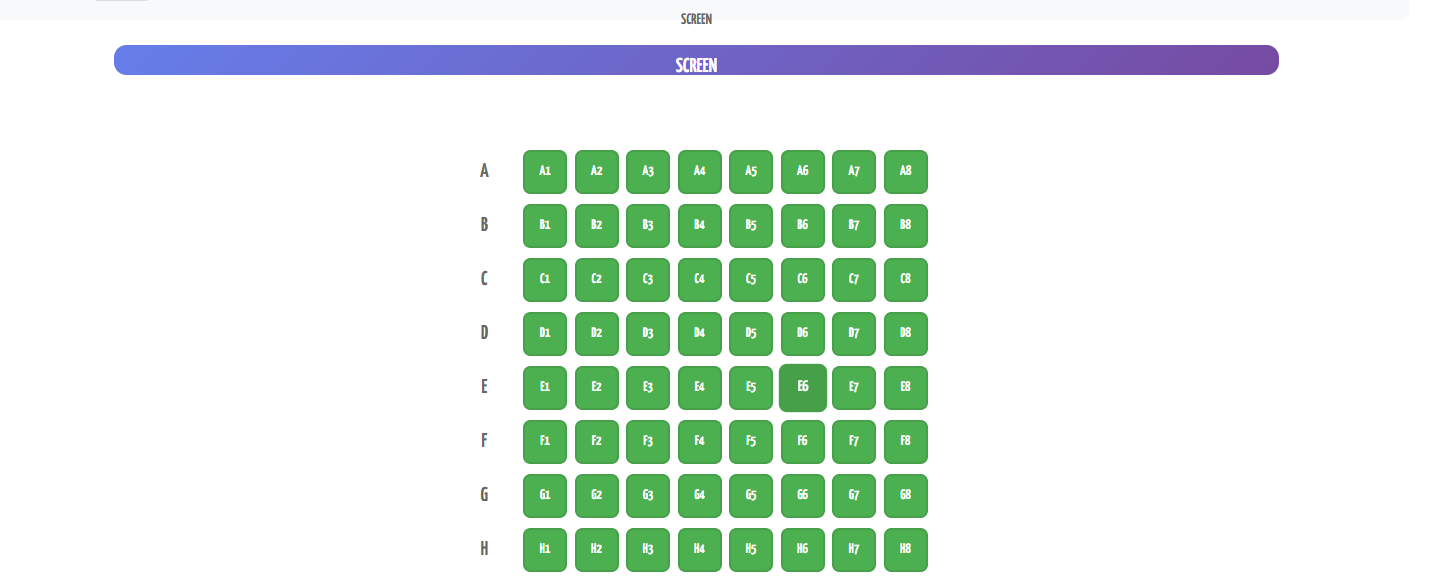 SCREEN
SCREEN
A A1 A2 A3 A4 A5 A6 A7 A8
B B1 B2 B3 B4 B5 B6 B7 B8
C C1 C2 C3 C4 C5 C6 C7 C8
D D1 D2 D3 D4 D5 D6 D7 D8
E E1 E2 E3 E4 E5 E6 E7 E8
F F1 F2 F3 F4 F5 F6 F7 F8
G G1 G2 G3 G4 G5 G6 G7 G8
H H1 H2 H3 H4 H5 H6 H7 H8